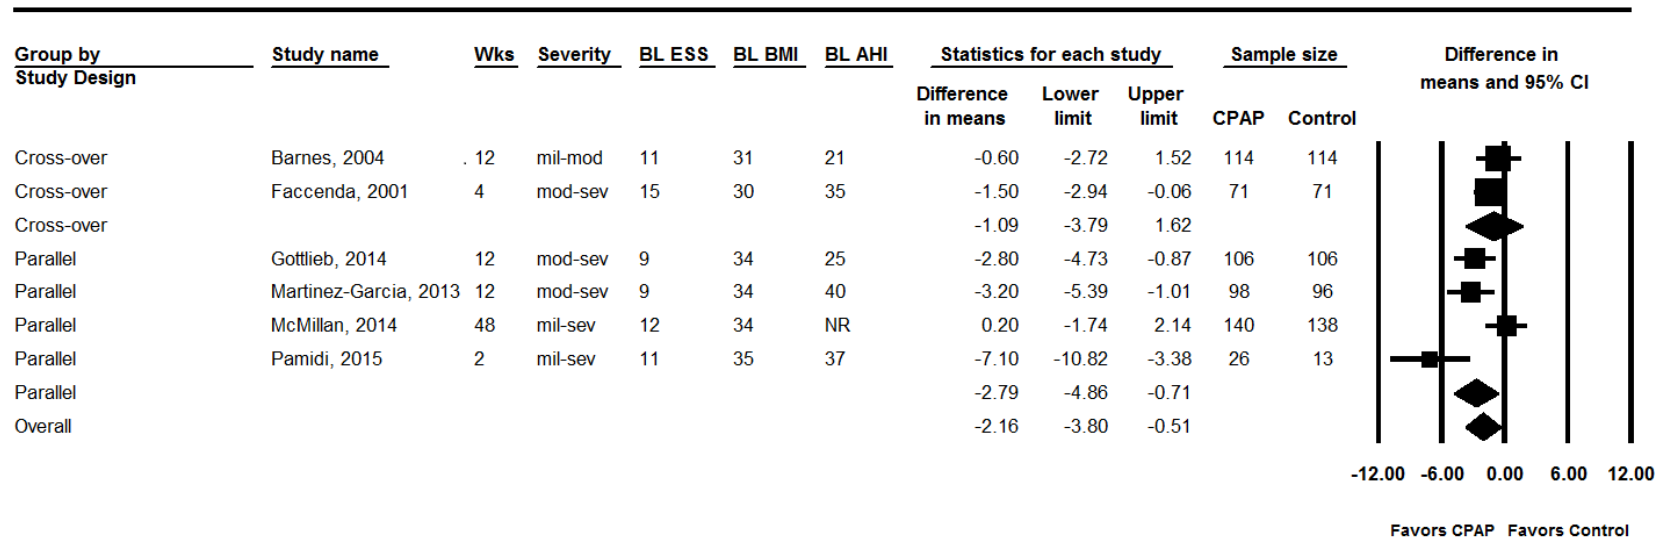 Group by Study name Wks Severity BL ESS BL BMI BL AHI Statistics for each study Sample size Difference in
Study Design means and 95% CI
Difference Lower Upper
in means limit limit CPAP Control
Cross-over Barnes, 2004 . 12 mil-mod 11 31 21 -0.60 -2.72 1.52 114 114
Cross-over Faccenda, 2001 4 mod-sev 15 30 35 -1.50 -2.94 -0.06 71 71
Cross-over -1.09 -3.79 1.62
Parallel Gottlieb, 2014 12 mod-sev 9 34 25 -2.80 -4.73 -0.87 106 106
Parallel Martinez-Garcia, 2013 12 mod-sev 9 34 40 -3.20 -5.39 -1.01 98 96
Parallel McMillan, 2014 48 mil-sev 12 34 NR 0.20 -1.74 2.14 140 138
Parallel Pamidi, 2015 2 mil-sev 11 35 37 -7.10 -10.82 -3.38 26 13
Parallel -2.79 -4.86 -0.71
Overall -2.16 -3.80 -0.51
-12.00 -6.00 0.00 6.00 12.00
Favors CPAP Favors Control